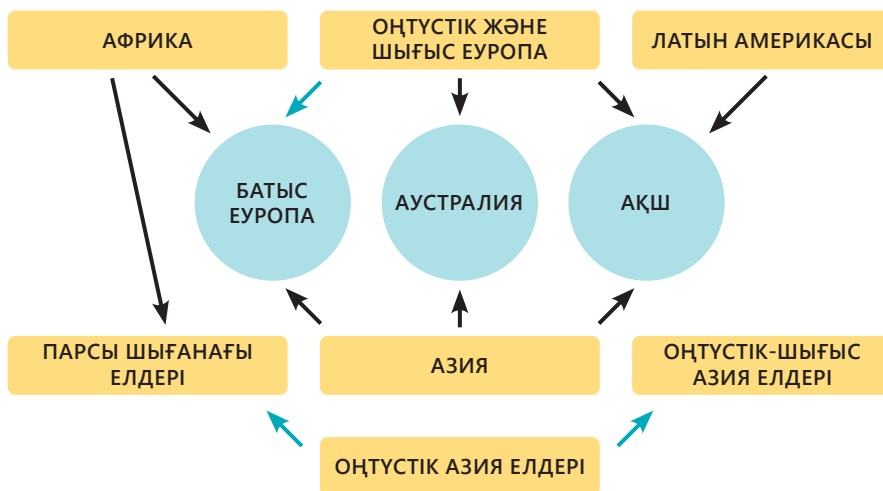 АФРИКА
ОҢТҮСТІК ЖӘНЕ
ШЫҒЫС ЕУРОПА
ЛАТЫН АМЕРИКАСЫ
БАТЫС
ЕУРОПА
АУСТРАЛИЯ
АҚШ
ПАРСЫ ШЫҒАНАҒЫ
ЕЛДЕРІ
АЗИЯ
ОҢТҮСТІК-ШЫҒЫС
АЗИЯ ЕЛДЕРІ
ОҢТҮСТІК АЗИЯ ЕЛДЕРІ